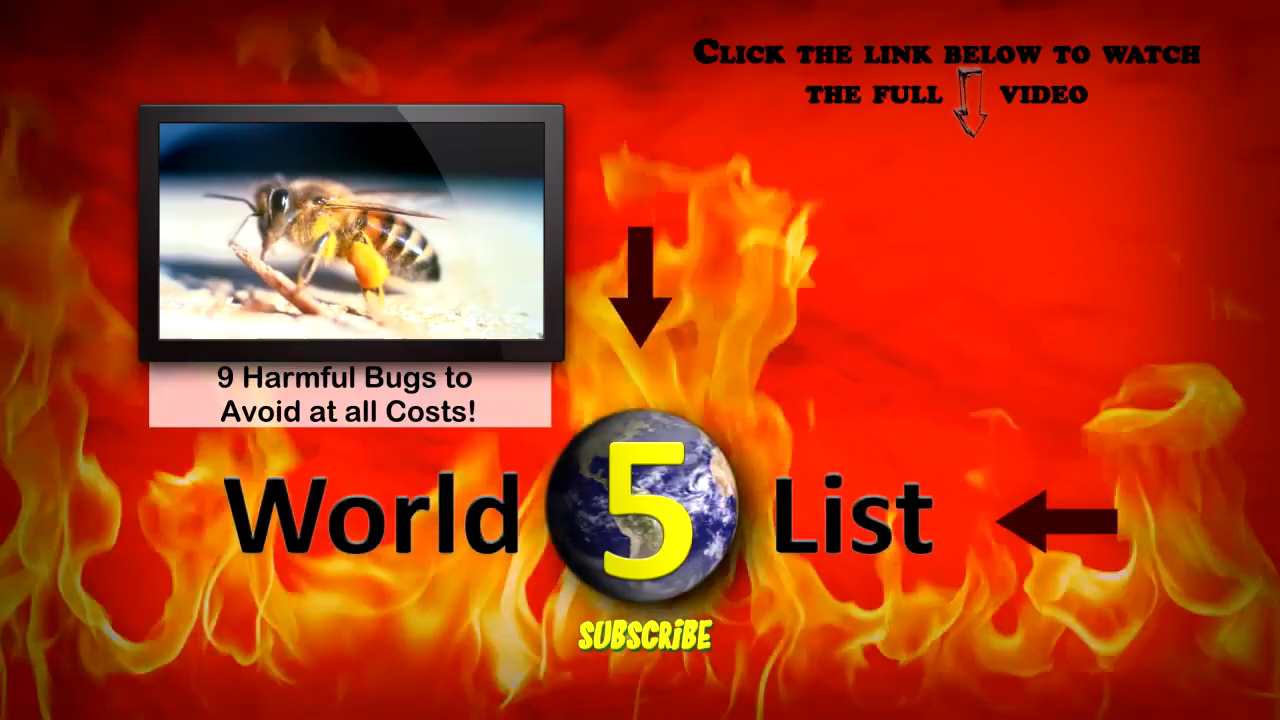 CLICK THE LINK BELOW TO WATCH
THE FULL VIDEO
9 Harmful Bugs to
Avoid at all Costs!
World 5 List
SUBSCRIBE